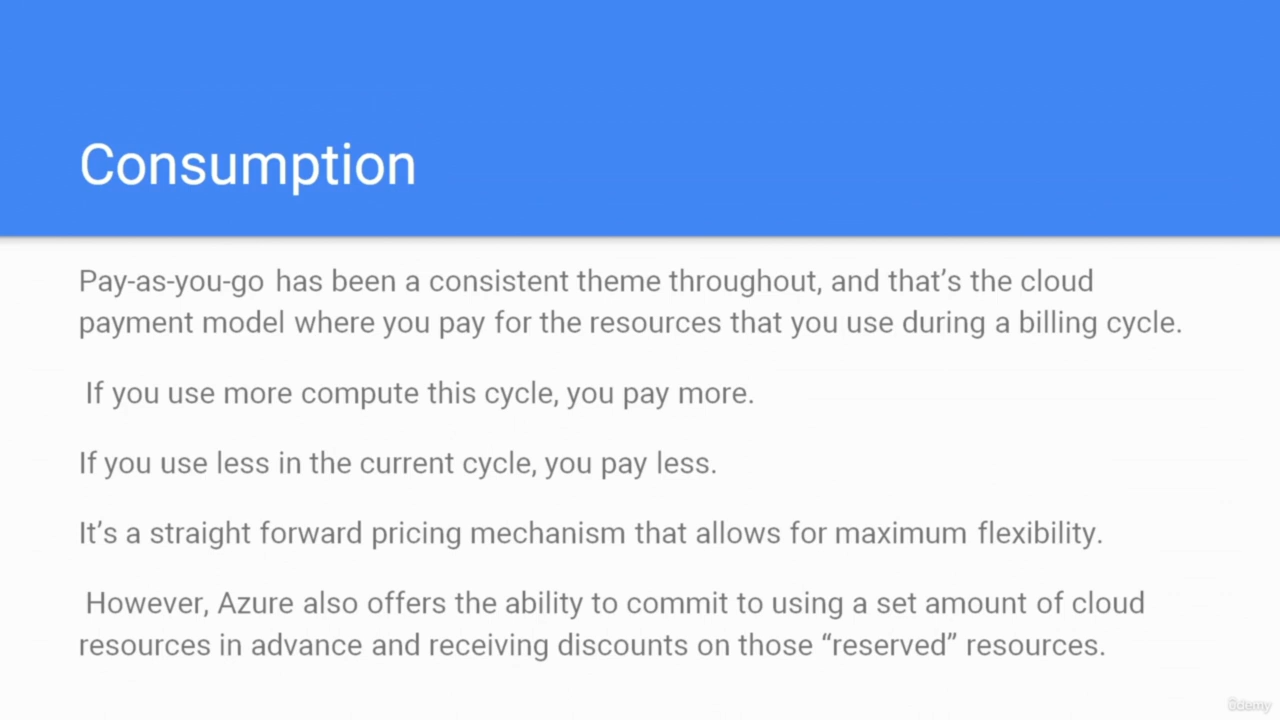 Consumption
Pay-as-you-go has been a consistent theme throughout, and that’s the cloud
payment model where you pay for the resources that you use during a billing cycle.
If you use more compute this cycle, you pay more.
If you use less in the current cycle, you pay less.
It’s a straight forward pricing mechanism that allows for maximum flexibility.
However, Azure also offers the ability to commit to using a set amount of cloud
resources in advance and receiving discounts on those “reserved” resources.
ûdemy